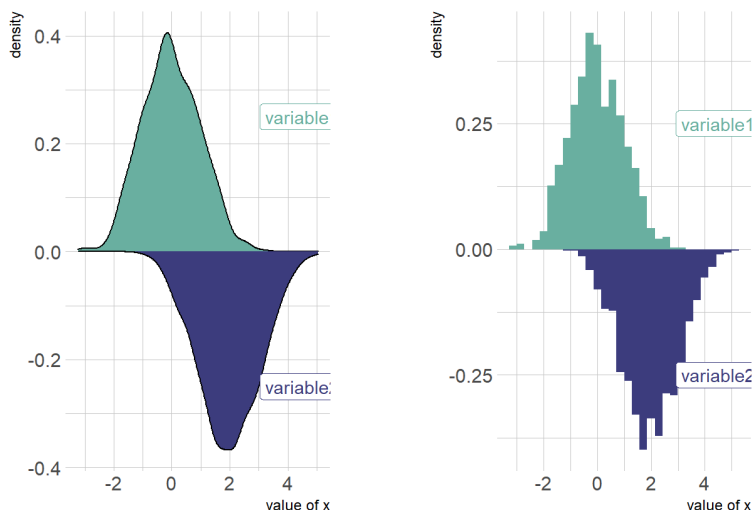 density
0.4
variable
0.2
0.0
-0.2
variable2
-0.4
-2 0 2 4
value of x
density
0.25
variable1
0.00
-0.25
variable2
-2 0 2 4
value of x